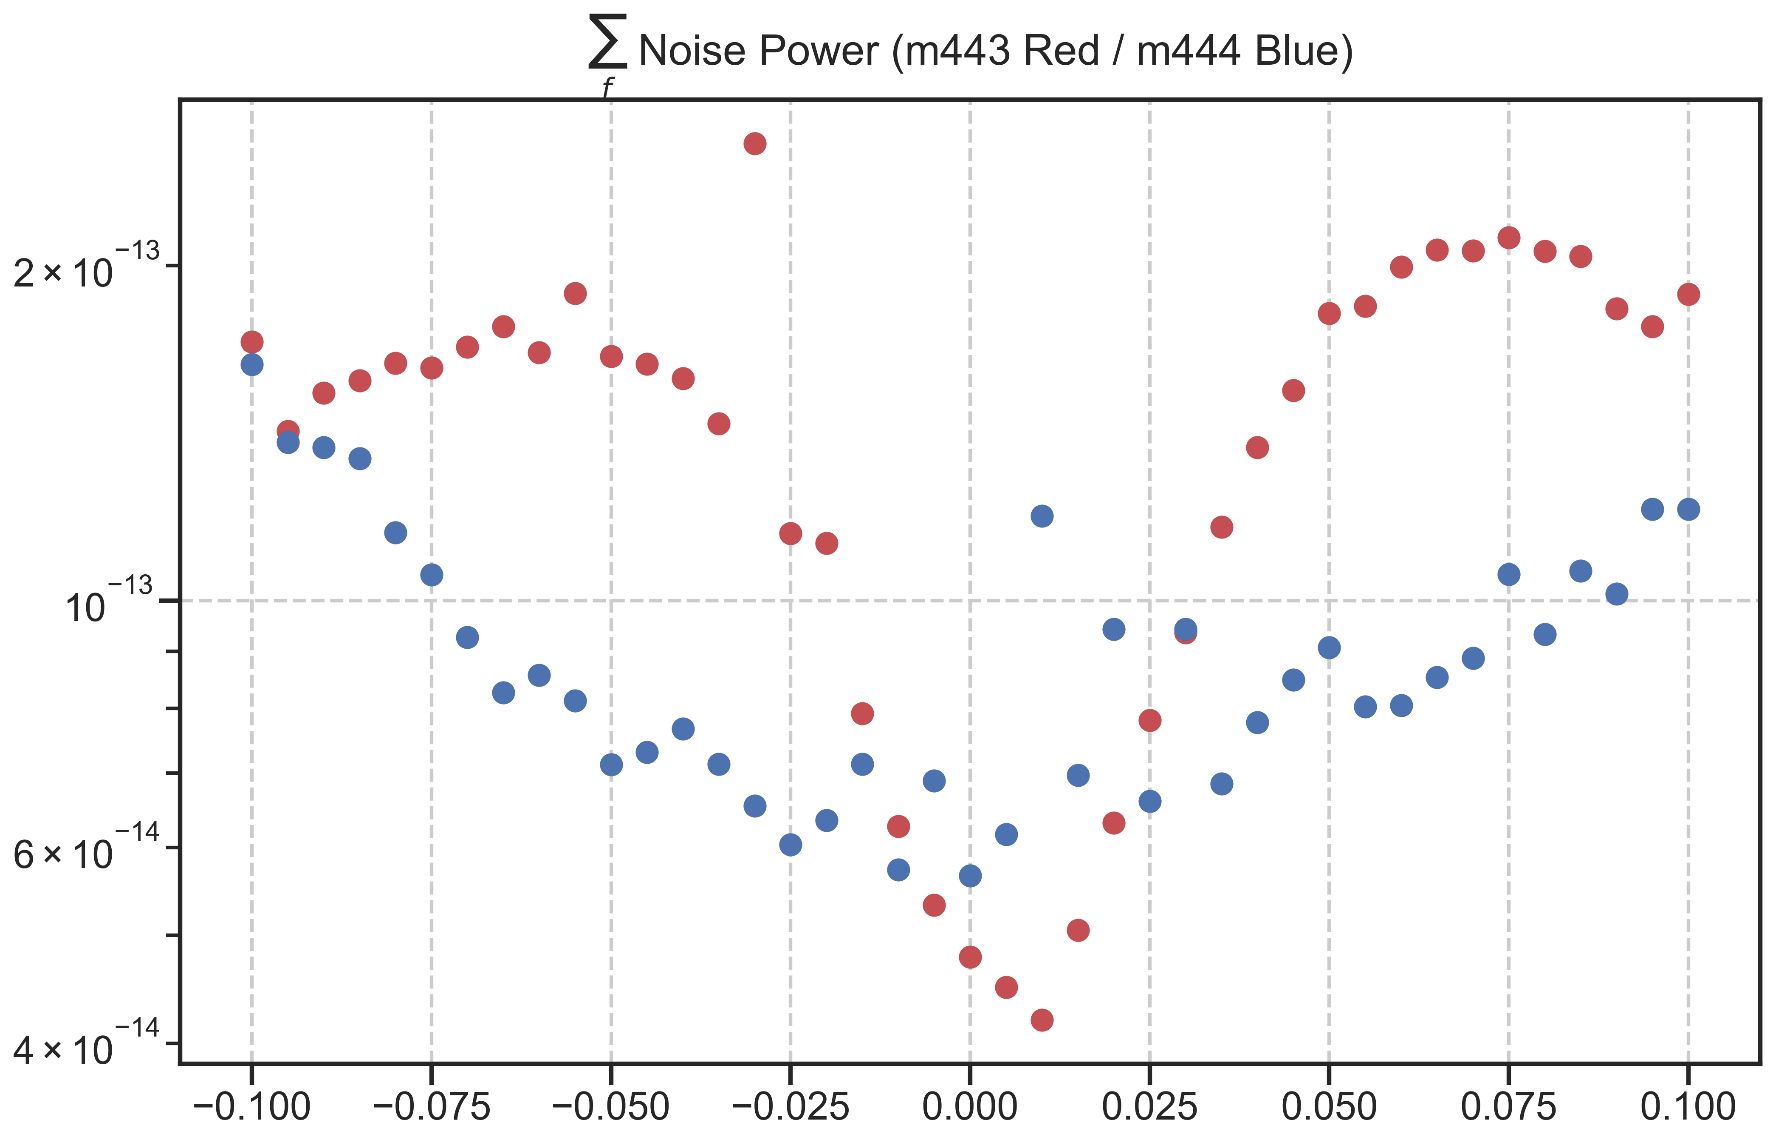 ∑ Noise Power (m443 Red / m444 Blue)
f
2 × 10⁻¹³
10⁻¹³
6 × 10⁻¹⁴
4 × 10⁻¹⁴
−0.100 −0.075 −0.050 −0.025 0.000 0.025 0.050 0.075 0.100